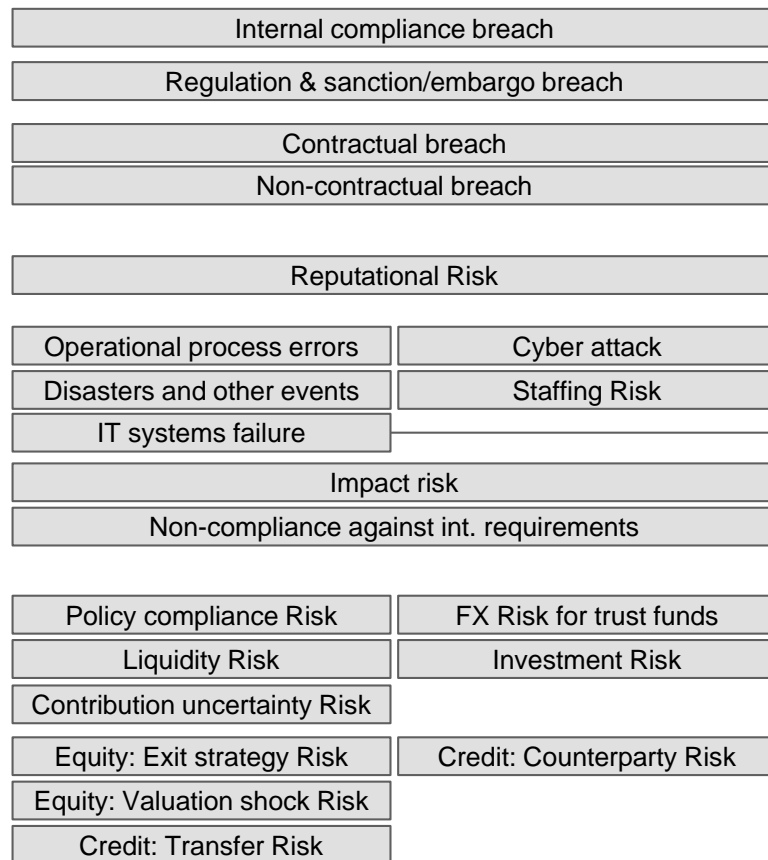 Internal compliance breach
Regulation & sanction/embargo breach
Contractual breach
Non-contractual breach
Reputational Risk
Operational process errors
Cyber attack
Disasters and other events
Staffing Risk
IT systems failure
Impact risk
Non-compliance against int. requirements
Policy compliance Risk
FX Risk for trust funds
Liquidity Risk
Investment Risk
Contribution uncertainty Risk
Equity: Exit strategy Risk
Credit: Counterparty Risk
Equity: Valuation shock Risk
Credit: Transfer Risk